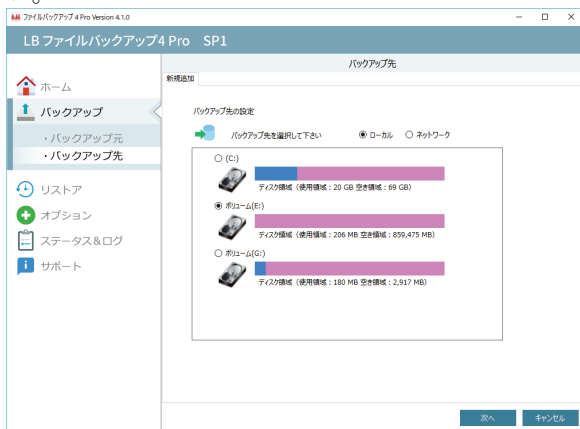 ファイルバックアップ 4 Pro Version 4.1.0
LB ファイルバックアップ4 Pro SP1
バックアップ先
新規追加
ホーム
バックアップ
・バックアップ元
・バックアップ先
リストア
オプション
ステータス&ログ
サポート
バックアップ先の設定
バックアップ先を選択して下さい
ローカル
ネットワーク
(C:)
ディスク領域（使用領域：20 GB 空き領域：69 GB）
ボリューム(E:)
ディスク領域（使用領域：206 MB 空き領域：859,475 MB）
ボリューム(G:)
ディスク領域（使用領域：180 MB 空き領域：2,917 MB）
次へ
キャンセル